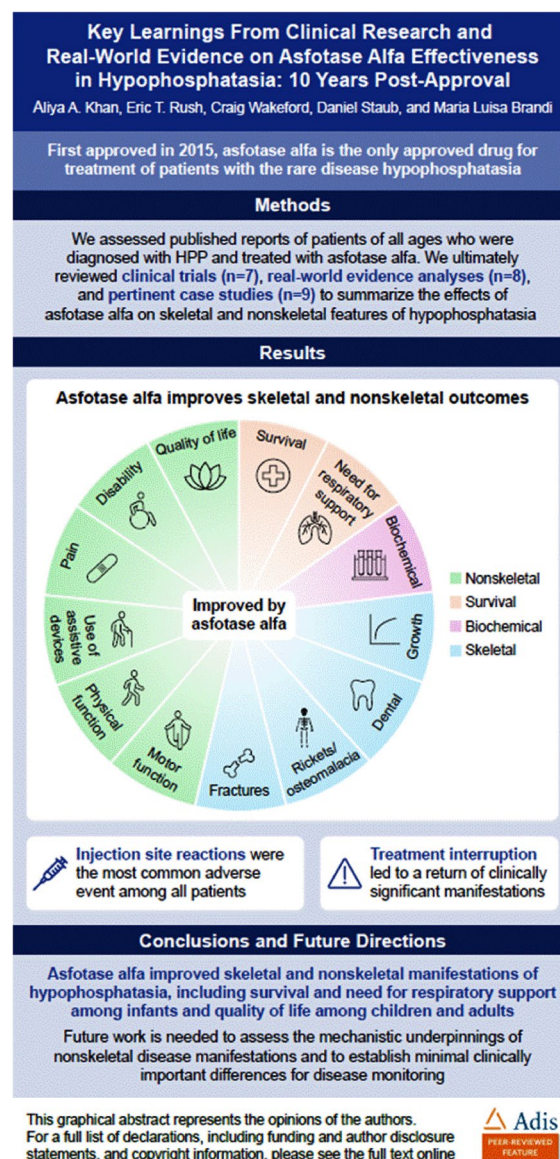 Key Learnings From Clinical Research and
Real-World Evidence on Asfotase Alfa Effectiveness
in Hypophosphatasia: 10 Years Post-Approval
Aliya A. Khan, Eric T. Rush, Craig Wakeford, Daniel Staub, and Maria Luisa Brandi
First approved in 2015, asfotase alfa is the only approved drug for
treatment of patients with the rare disease hypophosphatasia
Methods
We assessed published reports of patients of all ages who were
diagnosed with HPP and treated with asfotase alfa. We ultimately
reviewed clinical trials (n=7), real-world evidence analyses (n=8),
and pertinent case studies (n=9) to summarize the effects of
asfotase alfa on skeletal and nonskeletal features of hypophosphatasia
Results
Asfotase alfa improves skeletal and nonskeletal outcomes
Survival
Need for
respiratory
support
Biochemical
Growth
Dental
Rickets/
osteomalacia
Fractures
Motor
function
Physical
function
Use of
assistive
devices
Pain
Disability
Quality of life
Improved by
asfotase alfa
Nonskeletal
Survival
Biochemical
Skeletal
Injection site reactions were
the most common adverse
event among all patients
Treatment interruption
led to a return of clinically
significant manifestations
Conclusions and Future Directions
Asfotase alfa improved skeletal and nonskeletal manifestations of
hypophosphatasia, including survival and need for respiratory support
among infants and quality of life among children and adults
Future work is needed to assess the mechanistic underpinnings of
nonskeletal disease manifestations and to establish minimal clinically
important differences for disease monitoring
This graphical abstract represents the opinions of the authors.
For a full list of declarations, including funding and author disclosure
statements, and copyright information, please see the full text online
Adis
PEER-REVIEWED
FEATURE